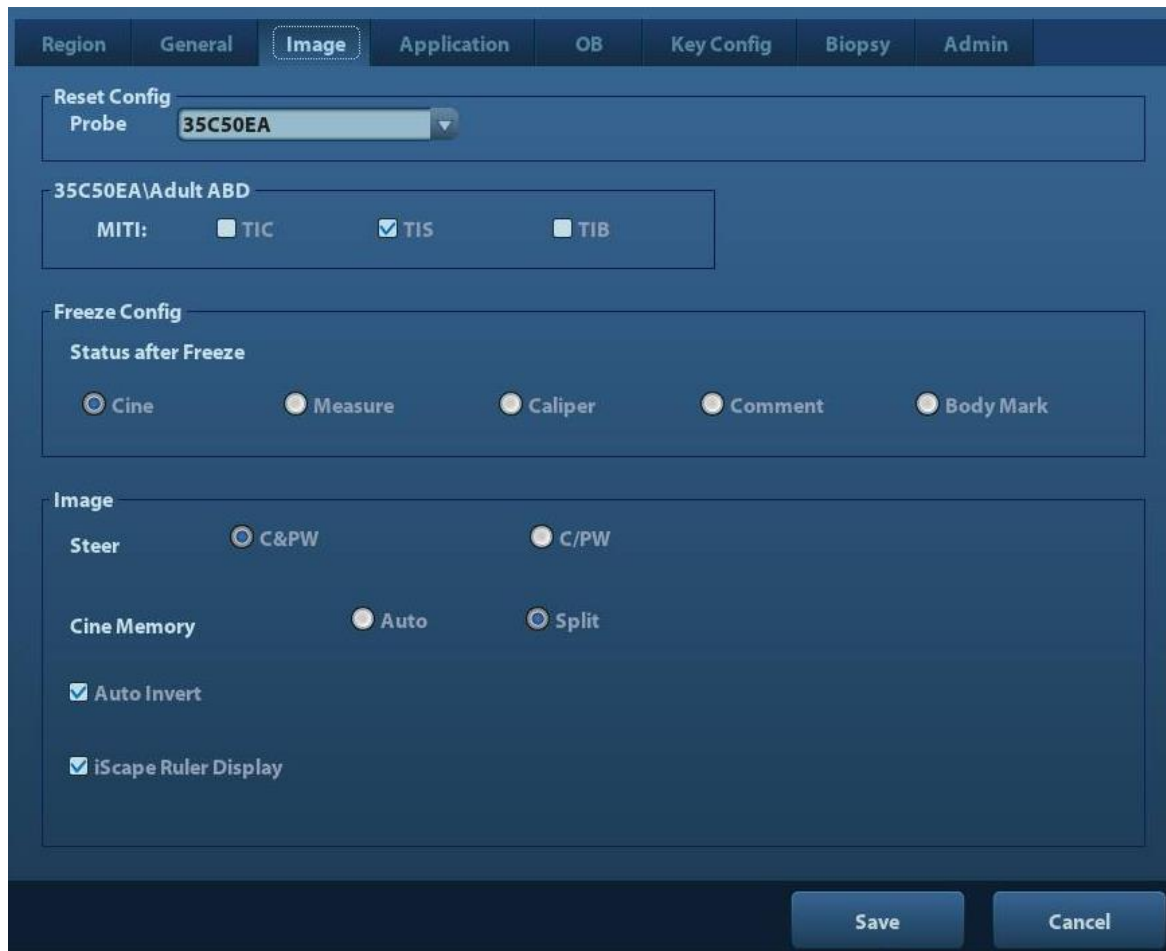 Region General Image Application OB Key Config Biopsy Admin
Reset Config
Probe 35C50EA
35C50EA\Adult ABD
MITI: TIC TIS TIB
Freeze Config
Status after Freeze
Cine Measure Caliper Comment Body Mark
Image
Steer C&PW C/PW
Cine Memory Auto Split
Auto Invert
iScape Ruler Display
Save Cancel